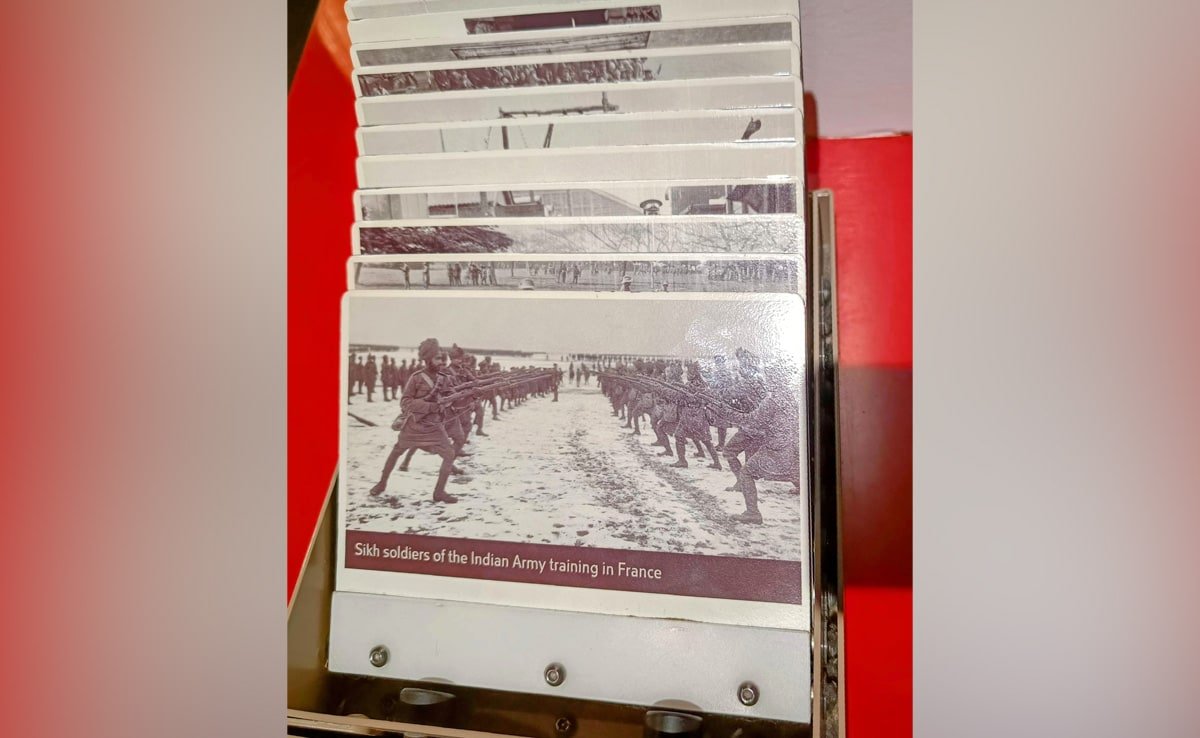 Sikh soldiers of the Indian Army training in France